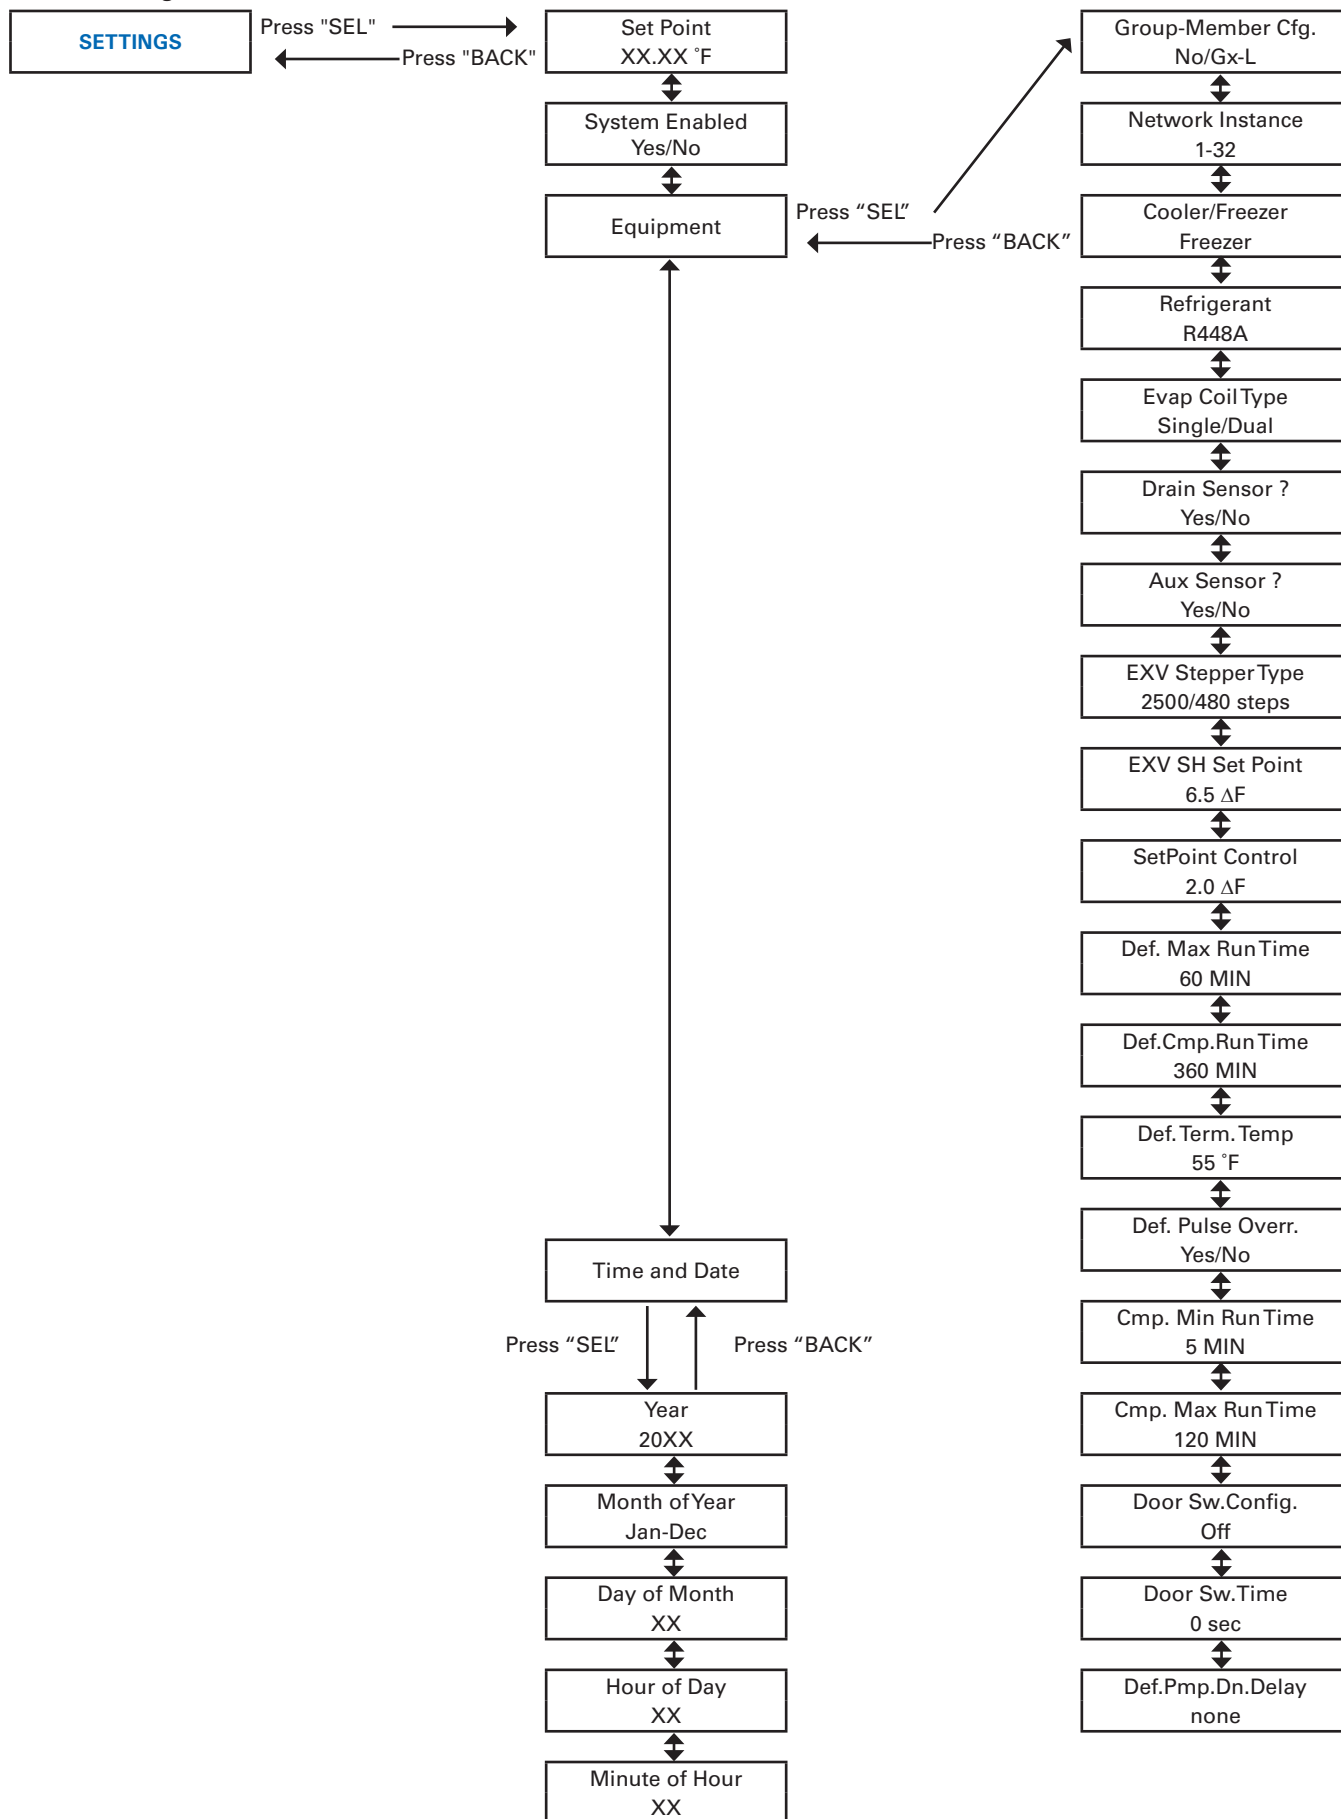 SETTINGS
Press "SEL"
Press "BACK"
Set Point
XX.XX ˚F
System Enabled
Yes/No
Equipment
Press “SEL”
Press “BACK”
Time and Date
Press “SEL”
Press “BACK”
Year
20XX
Month of Year
Jan-Dec
Day of Month
XX
Hour of Day
XX
Minute of Hour
XX
Group-Member Cfg.
No/Gx-L
Network Instance
1-32
Cooler/Freezer
Freezer
Refrigerant
R448A
Evap Coil Type
Single/Dual
Drain Sensor ?
Yes/No
Aux Sensor ?
Yes/No
EXV Stepper Type
2500/480 steps
EXV SH Set Point
6.5 ∆F
SetPoint Control
2.0 ∆F
Def. Max Run Time
60 MIN
Def.Cmp.Run Time
360 MIN
Def. Term. Temp
55 ˚F
Def. Pulse Overr.
Yes/No
Cmp. Min Run Time
5 MIN
Cmp. Max Run Time
120 MIN
Door Sw.Config.
Off
Door Sw.Time
0 sec
Def.Pmp.Dn.Delay
none